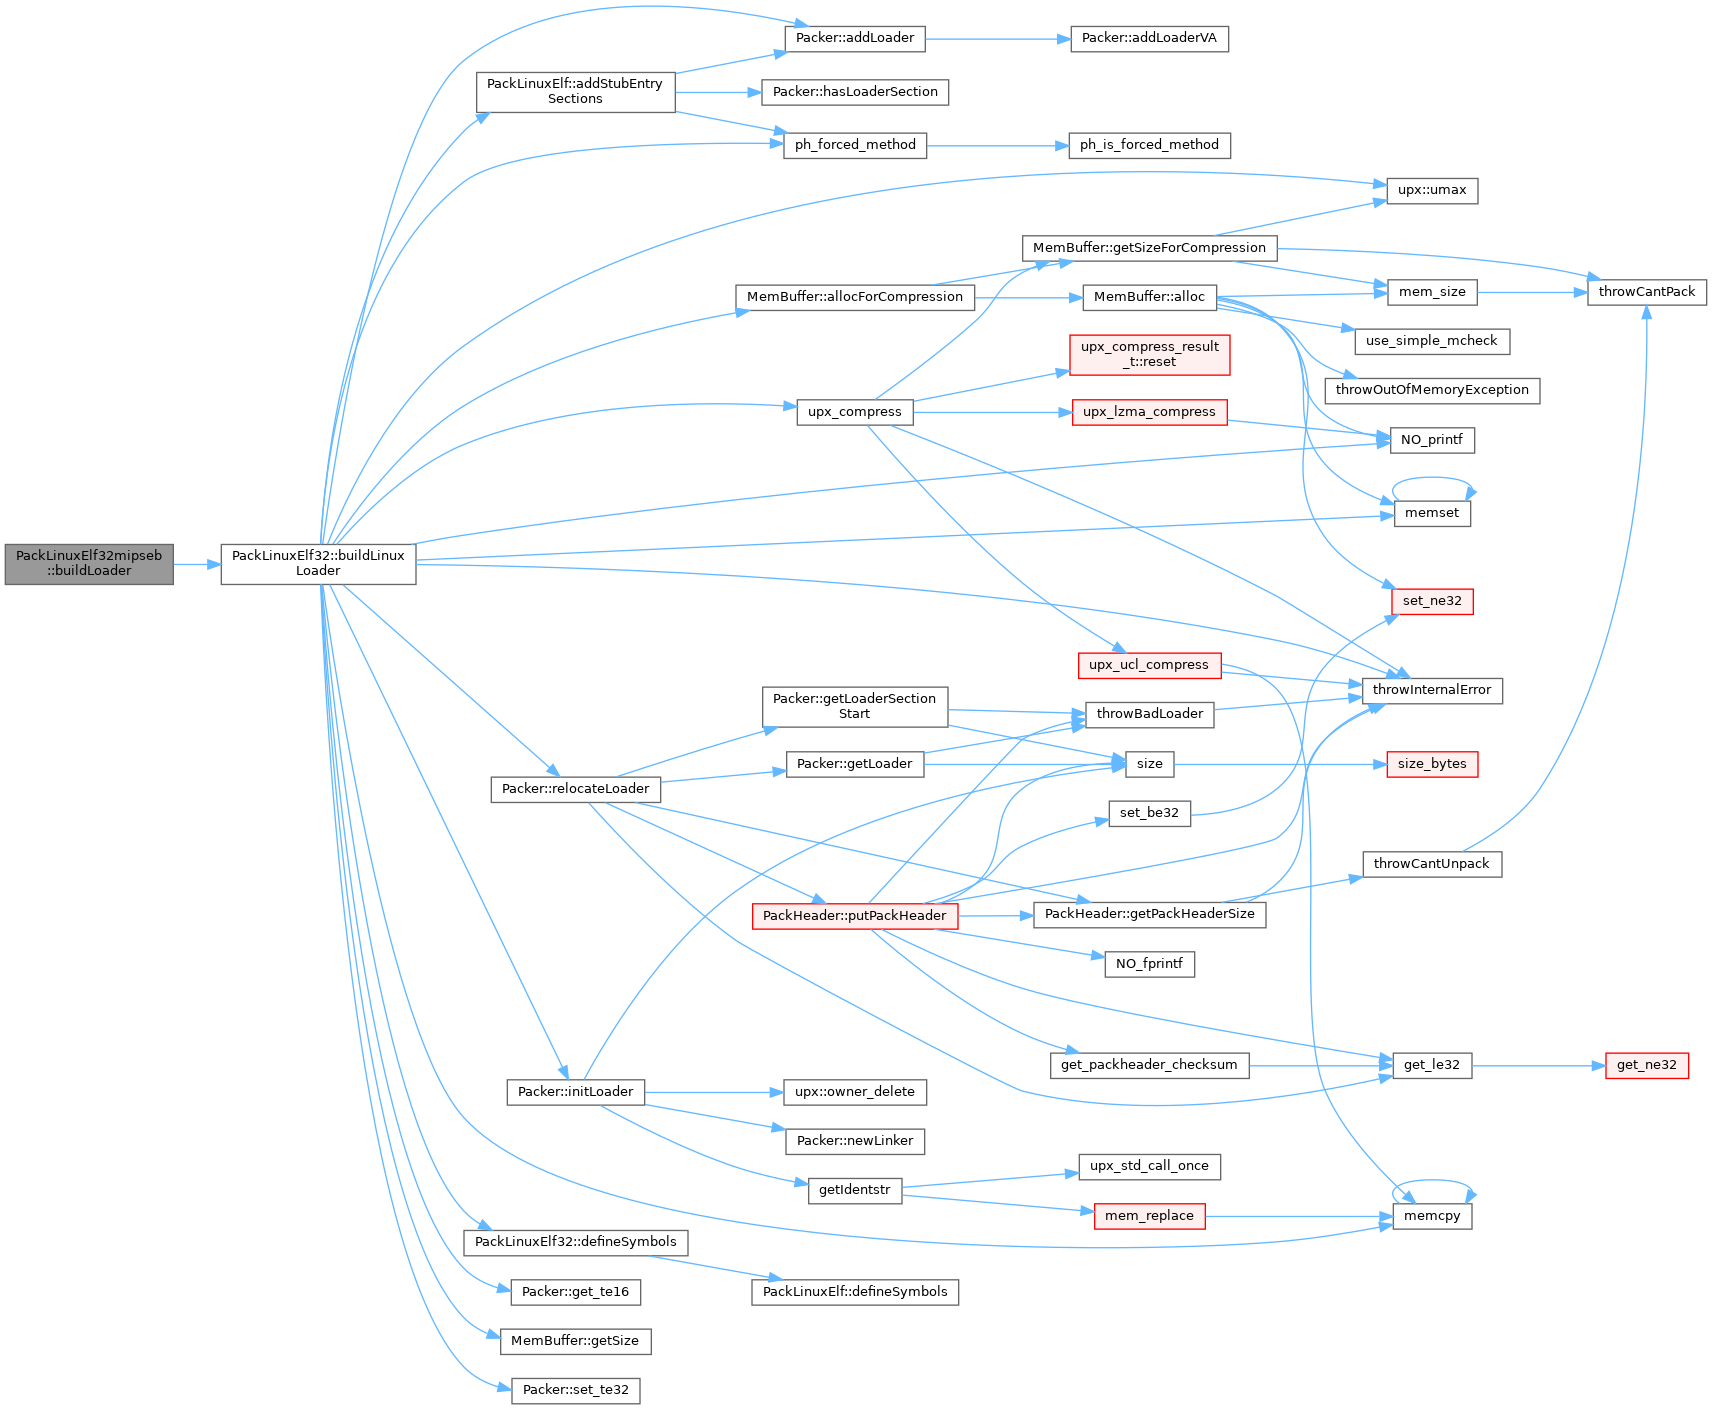 Packer::addLoader
Packer::addLoaderVA
PackLinuxElf::addStubEntry
Sections
Packer::hasLoaderSection
ph_forced_method
ph_is_forced_method
upx::umax
MemBuffer::getSizeForCompression
MemBuffer::allocForCompression
MemBuffer::alloc
mem_size
throwCantPack
use_simple_mcheck
upx_compress_result
_t::reset
throwOutOfMemoryException
upx_compress
upx_lzma_compress
NO_printf
memset
PackLinuxElf32mipseb
::buildLoader
PackLinuxElf32::buildLinux
Loader
set_ne32
upx_ucl_compress
throwInternalError
Packer::getLoaderSection
Start
throwBadLoader
Packer::getLoader
size
size_bytes
Packer::relocateLoader
set_be32
throwCantUnpack
PackHeader::putPackHeader
PackHeader::getPackHeaderSize
NO_fprintf
get_packheader_checksum
get_le32
get_ne32
Packer::initLoader
upx::owner_delete
Packer::newLinker
upx_std_call_once
getIdentstr
mem_replace
memcpy
PackLinuxElf32::defineSymbols
PackLinuxElf::defineSymbols
Packer::get_te16
MemBuffer::getSize
Packer::set_te32